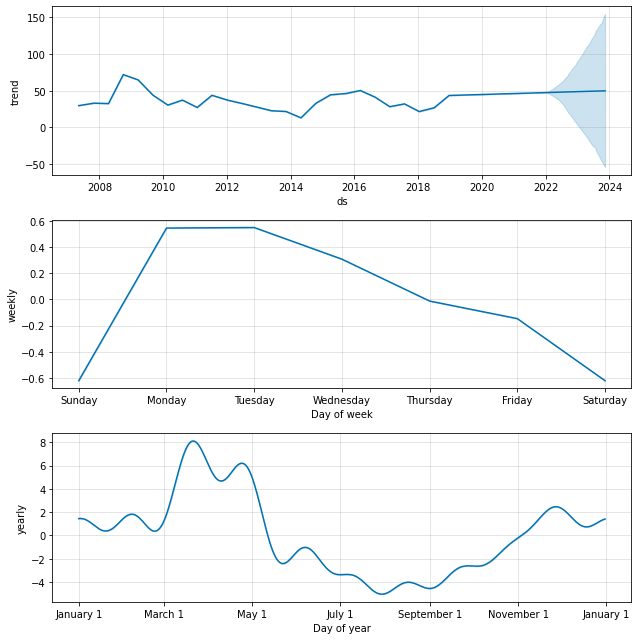 150
100
50
0
−50
trend
2008 2010 2012 2014 2016 2018 2020 2022 2024
ds
0.6
0.4
0.2
0.0
−0.2
−0.4
−0.6
weekly
Sunday Monday Tuesday Wednesday Thursday Friday Saturday
Day of week
8
6
4
2
0
−2
−4
yearly
January 1 March 1 May 1 July 1 September 1 November 1 January 1
Day of year